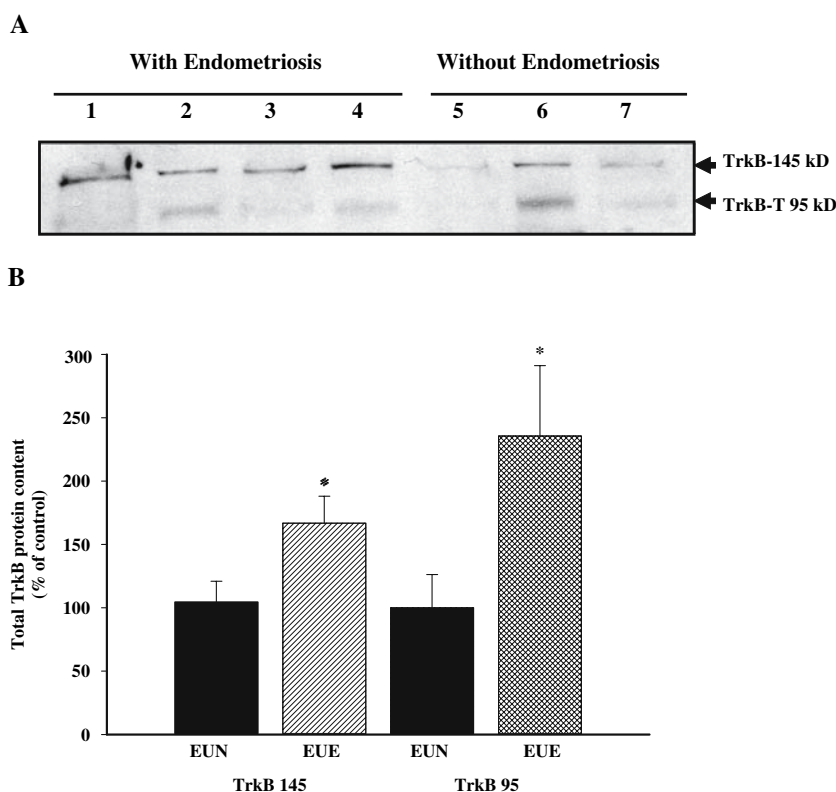 A
With Endometriosis Without Endometriosis
1 2 3 4 5 6 7
TrkB-145 kD
TrkB-T 95 kD
B
Total TrkB protein content
(% of control)
300
250
200
150
100
50
0
*
*
EUN EUE EUN EUE
TrkB 145 TrkB 95